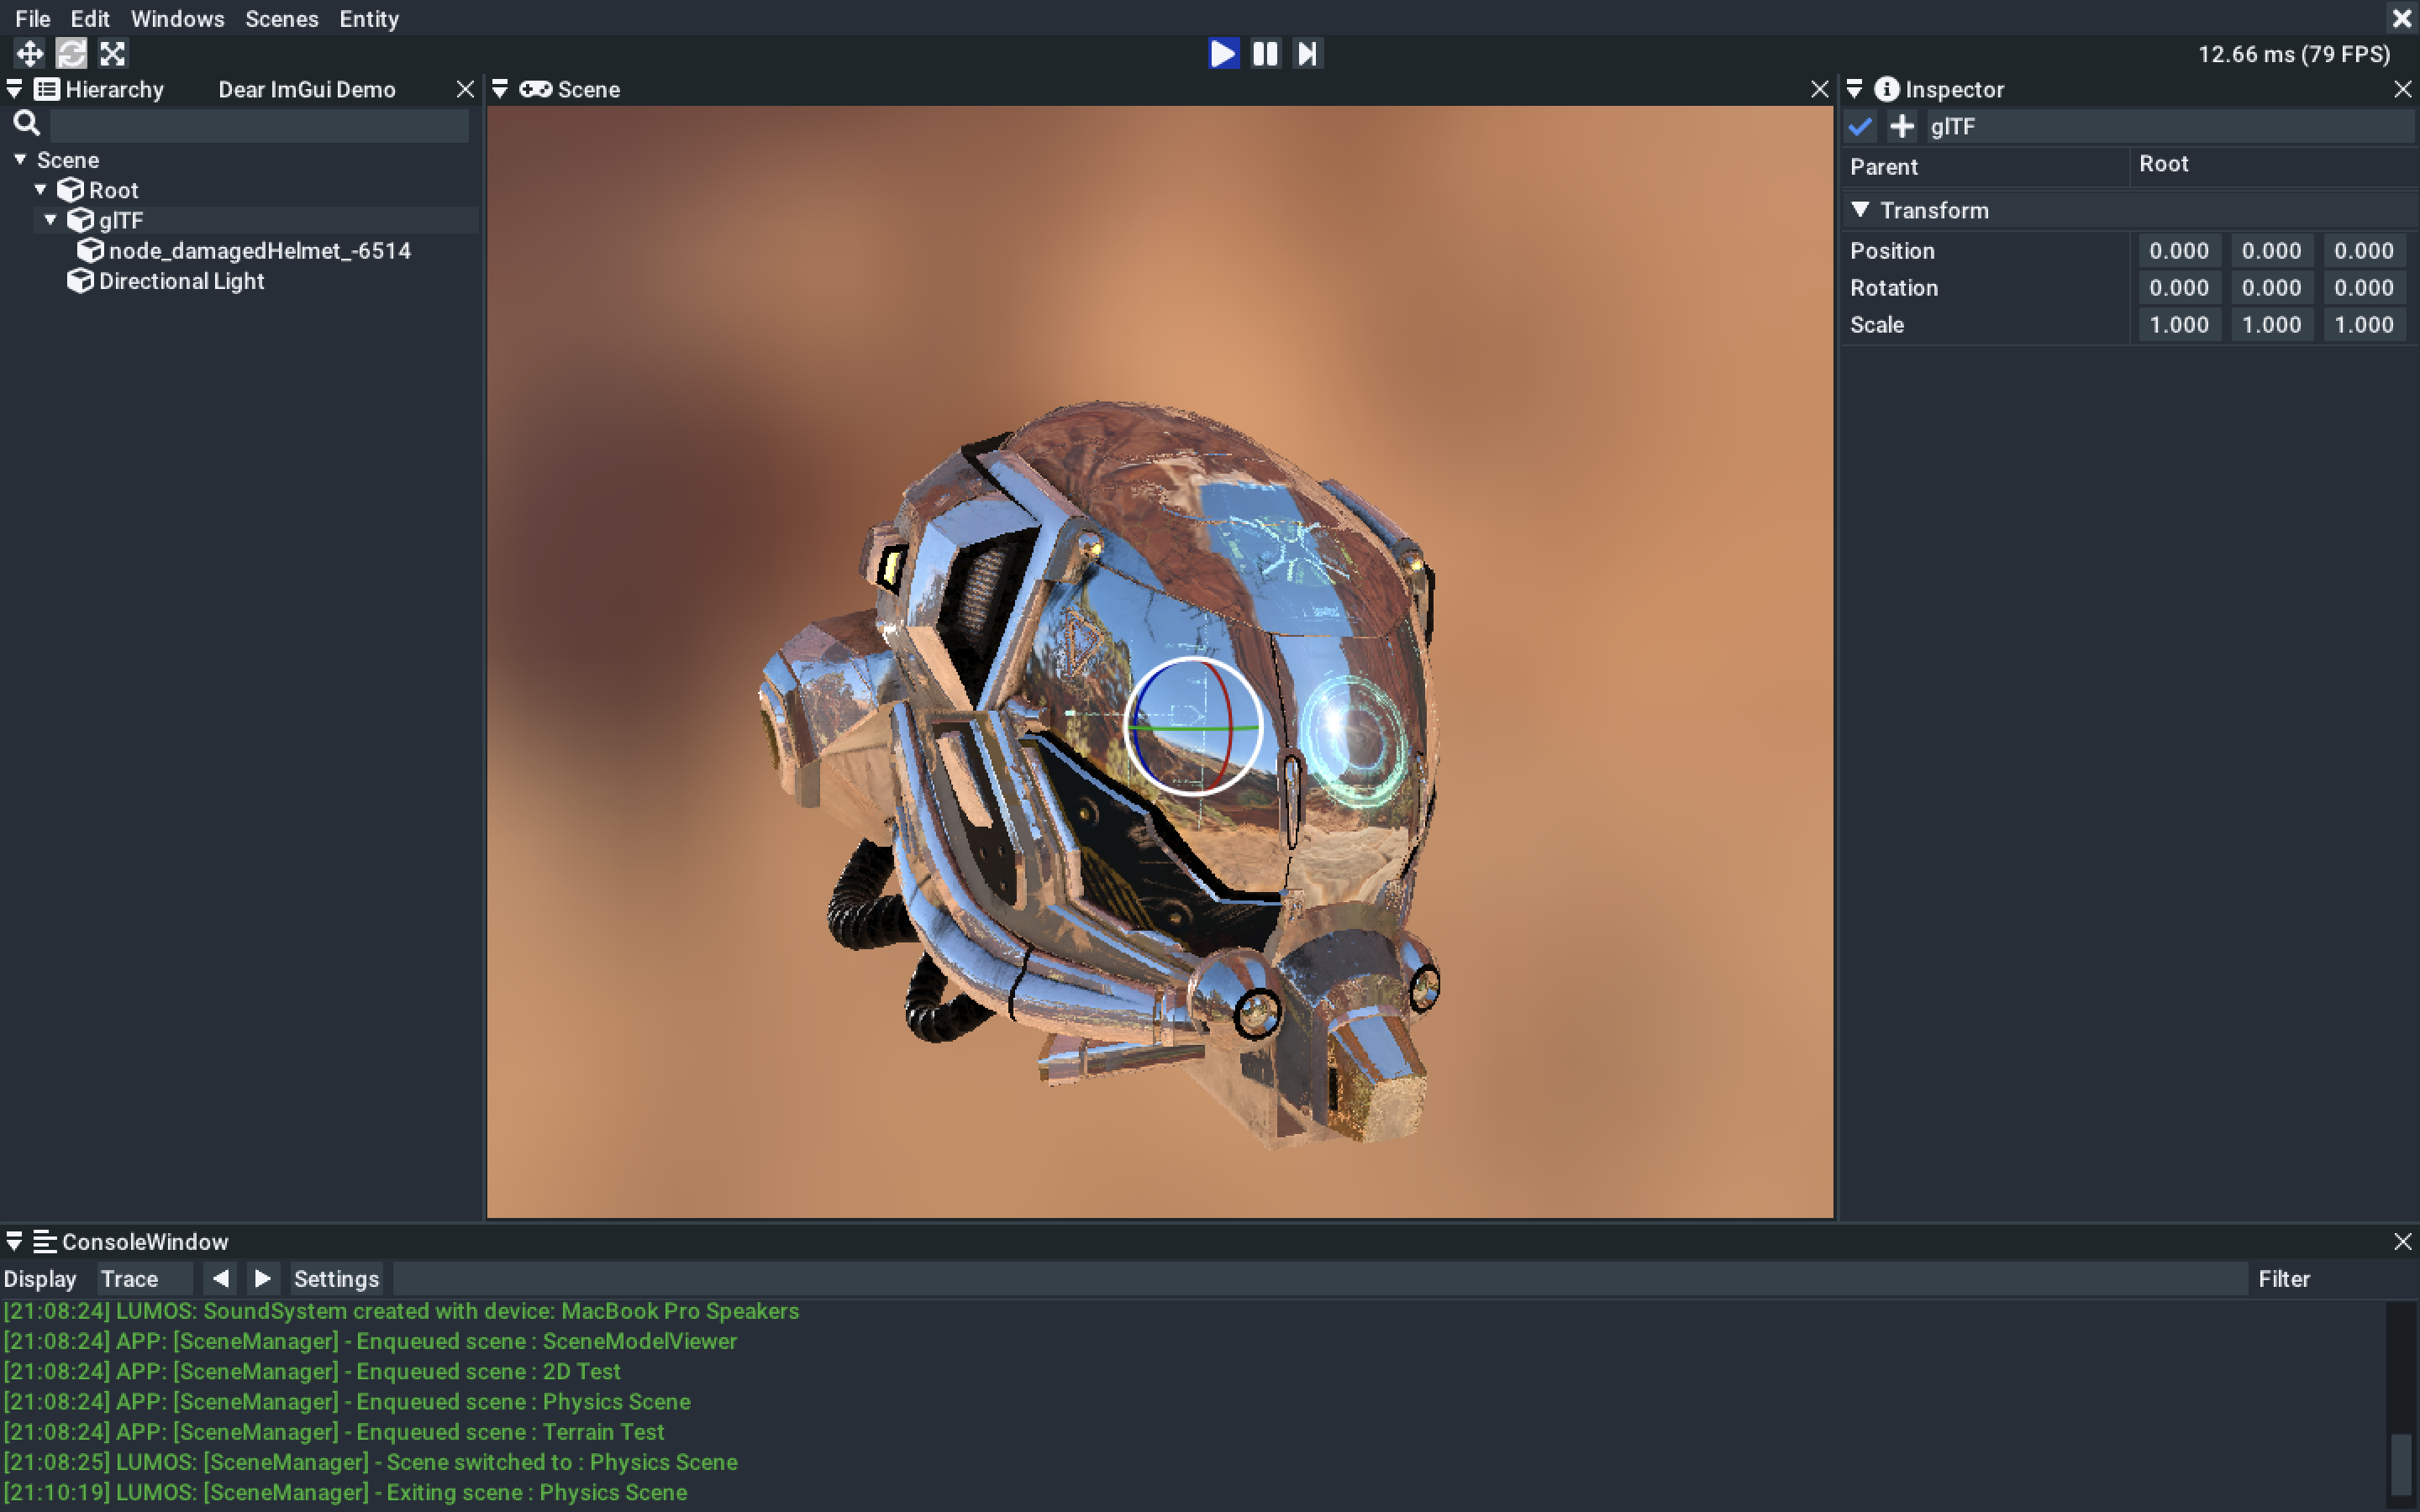 File Edit Windows Scenes Entity
12.66 ms (79 FPS)
Hierarchy Dear ImGui Demo
Scene
Inspector
Scene
Root
glTF
node_damagedHelmet_-6514
Directional Light
glTF
Parent Root
Transform
Position 0.000 0.000 0.000
Rotation 0.000 0.000 0.000
Scale 1.000 1.000 1.000
ConsoleWindow
Display Trace Settings Filter
[21:08:24] LUMOS: SoundSystem created with device: MacBook Pro Speakers
[21:08:24] APP: [SceneManager] - Enqueued scene : SceneModelViewer
[21:08:24] APP: [SceneManager] - Enqueued scene : 2D Test
[21:08:24] APP: [SceneManager] - Enqueued scene : Physics Scene
[21:08:24] APP: [SceneManager] - Enqueued scene : Terrain Test
[21:08:25] LUMOS: [SceneManager] - Scene switched to : Physics Scene
[21:10:19] LUMOS: [SceneManager] - Exiting scene : Physics Scene